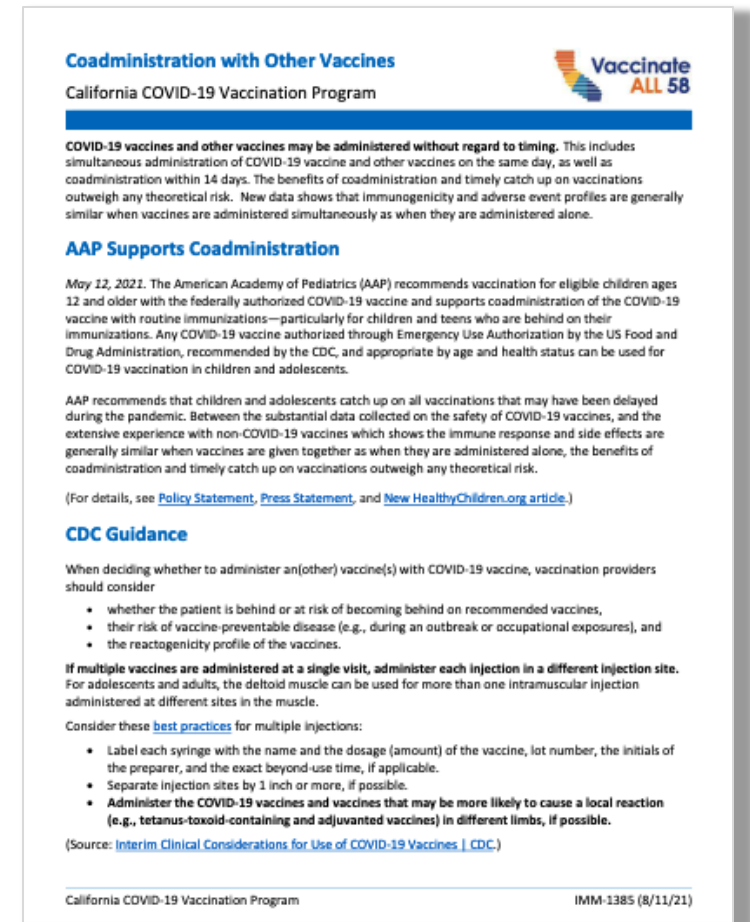 Coadministration with Other Vaccines
California COVID-19 Vaccination Program
Vaccinate
ALL 58
COVID-19 vaccines and other vaccines may be administered without regard to timing. This includes
simultaneous administration of COVID-19 vaccine and other vaccines on the same day, as well as
coadministration within 14 days. The benefits of coadministration and timely catch up on vaccinations
outweigh any theoretical risk. New data shows that immunogenicity and adverse event profiles are generally
similar when vaccines are administered simultaneously as when they are administered alone.
AAP Supports Coadministration
May 12, 2021. The American Academy of Pediatrics (AAP) recommends vaccination for eligible children ages
12 and older with the federally authorized COVID-19 vaccine and supports coadministration of the COVID-19
vaccine with routine immunizations—particularly for children and teens who are behind on their
immunizations. Any COVID-19 vaccine authorized through Emergency Use Authorization by the US Food and
Drug Administration, recommended by the CDC, and appropriate by age and health status can be used for
COVID-19 vaccination in children and adolescents.
AAP recommends that children and adolescents catch up on all vaccinations that may have been delayed
during the pandemic. Between the substantial data collected on the safety of COVID-19 vaccines, and the
extensive experience with non-COVID-19 vaccines which shows the immune response and side effects are
generally similar when vaccines are given together as when they are administered alone, the benefits of
coadministration and timely catch up on vaccinations outweigh any theoretical risk.
(For details, see Policy Statement, Press Statement, and New HealthyChildren.org article.)
CDC Guidance
When deciding whether to administer an(other) vaccine(s) with COVID-19 vaccine, vaccination providers
should consider
• whether the patient is behind or at risk of becoming behind on recommended vaccines,
• their risk of vaccine-preventable disease (e.g., during an outbreak or occupational exposures), and
• the reactogenicity profile of the vaccines.
If multiple vaccines are administered at a single visit, administer each injection in a different injection site.
For adolescents and adults, the deltoid muscle can be used for more than one intramuscular injection
administered at different sites in the muscle.
Consider these best practices for multiple injections:
• Label each syringe with the name and the dosage (amount) of the vaccine, lot number, the initials of
the preparer, and the exact beyond-use time, if applicable.
• Separate injection sites by 1 inch or more, if possible.
• Administer the COVID-19 vaccines and vaccines that may be more likely to cause a local reaction
(e.g., tetanus-toxoid-containing and adjuvanted vaccines) in different limbs, if possible.
(Source: Interim Clinical Considerations for Use of COVID-19 Vaccines | CDC.)
California COVID-19 Vaccination Program
IMM-1385 (8/11/21)